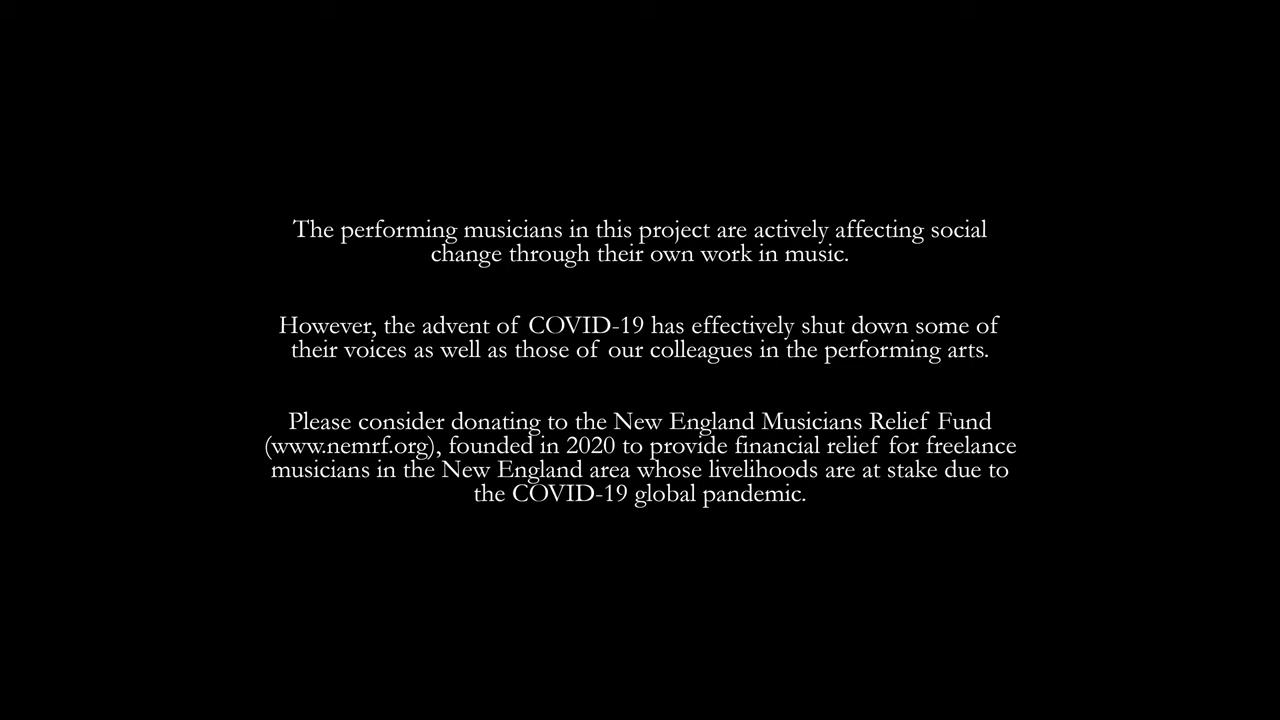 The performing musicians in this project are actively affecting social
change through their own work in music.
However, the advent of COVID-19 has effectively shut down some of
their voices as well as those of our colleagues in the performing arts.
Please consider donating to the New England Musicians Relief Fund
(www.nemrf.org), founded in 2020 to provide financial relief for freelance
musicians in the New England area whose livelihoods are at stake due to
the COVID-19 global pandemic.